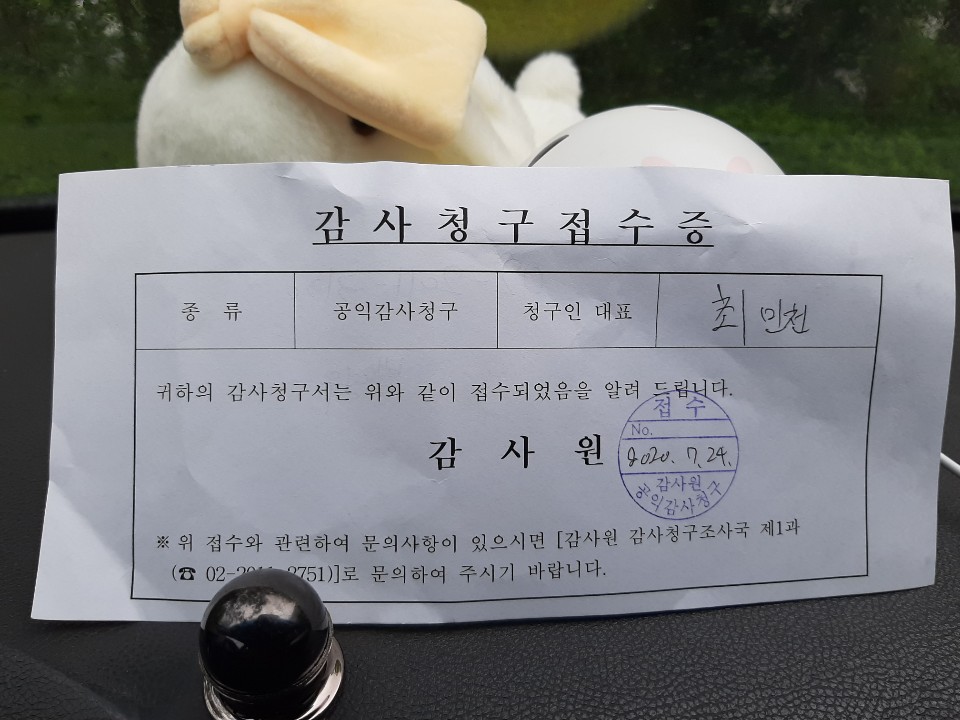 감사청구접수증
종 류 공익감사청구 청구인 대표 최 민천
귀하의 감사청구서는 위와 같이 접수되었음을 알려 드립니다.
감 사 원
접 수
No.
2020. 7. 24.
감사원
공익감사청구
※ 위 접수와 관련하여 문의사항이 있으시면 [감사원 감사청구조사국 제1과
(☎ 02-2011-2751)]로 문의하여 주시기 바랍니다.